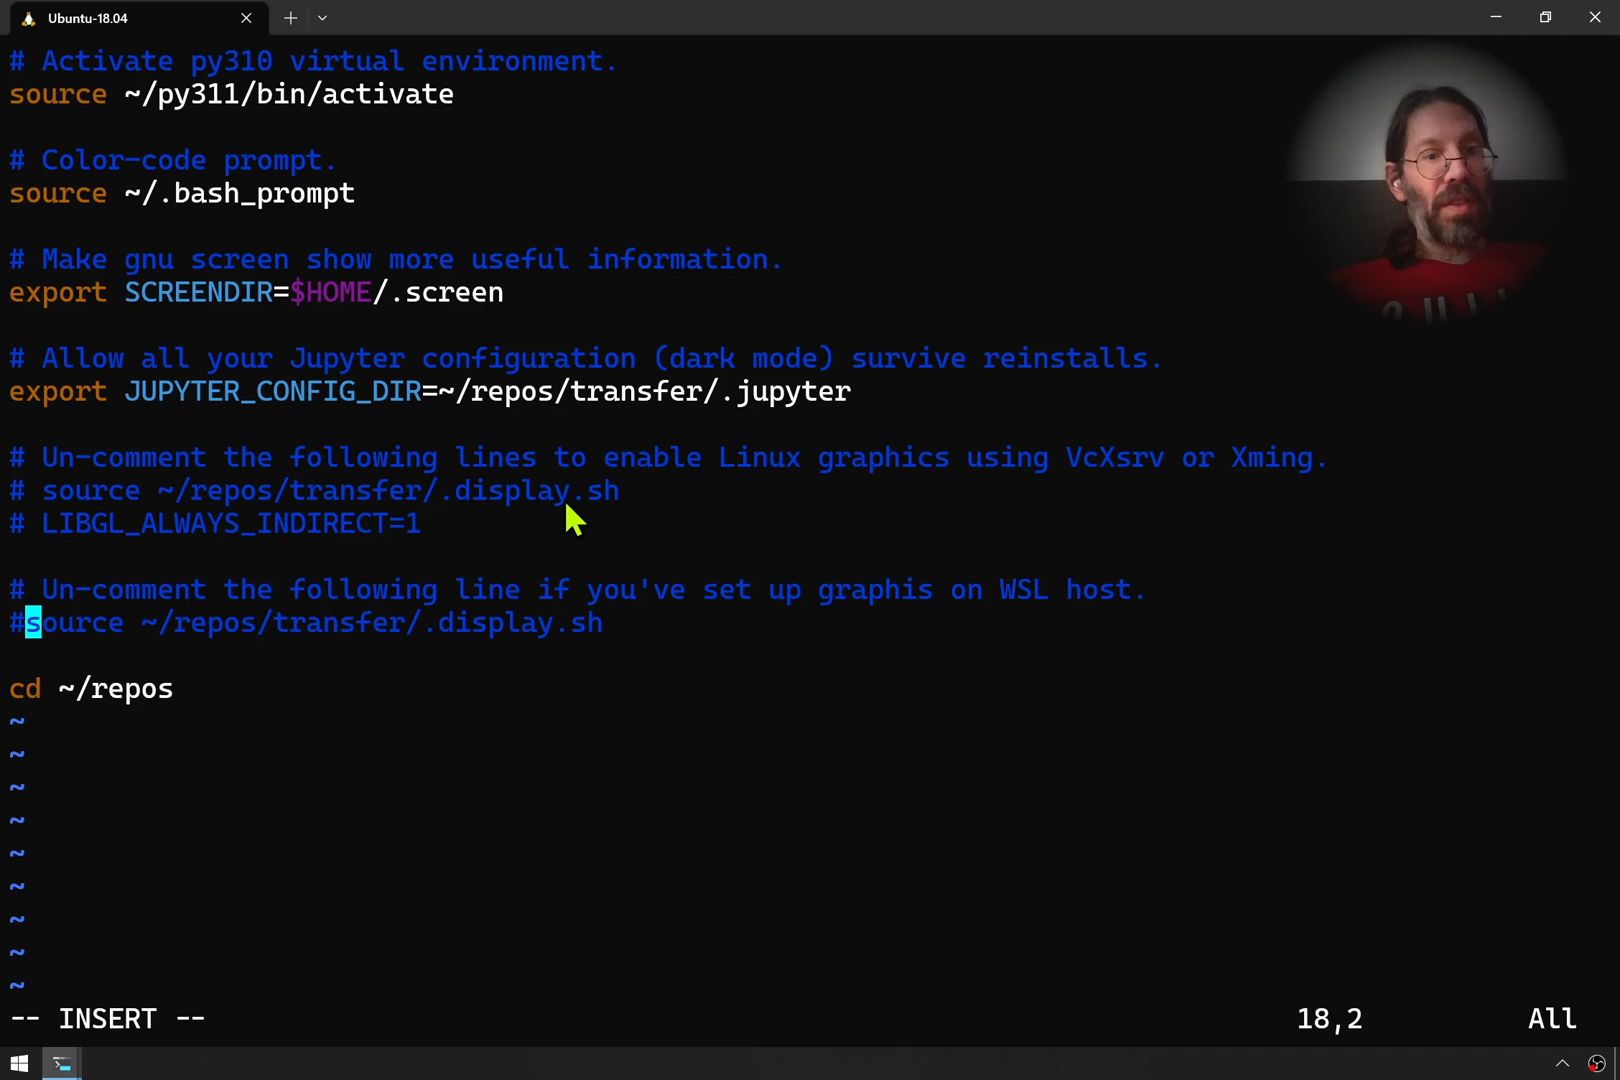 Ubuntu-18.04
# Activate py310 virtual environment.
source ~/py311/bin/activate
# Color-code prompt.
source ~/.bash_prompt
# Make gnu screen show more useful information.
export SCREENDIR=$HOME/.screen
# Allow all your Jupyter configuration (dark mode) survive reinstalls.
export JUPYTER_CONFIG_DIR=~/repos/transfer/.jupyter
# Un-comment the following lines to enable Linux graphics using VcXsrv or Xming.
# source ~/repos/transfer/.display.sh
# LIBGL_ALWAYS_INDIRECT=1
# Un-comment the following line if you've set up graphis on WSL host.
#source ~/repos/transfer/.display.sh
cd ~/repos
~
~
~
~
~
~
~
~
~
-- INSERT -- 18,2 All